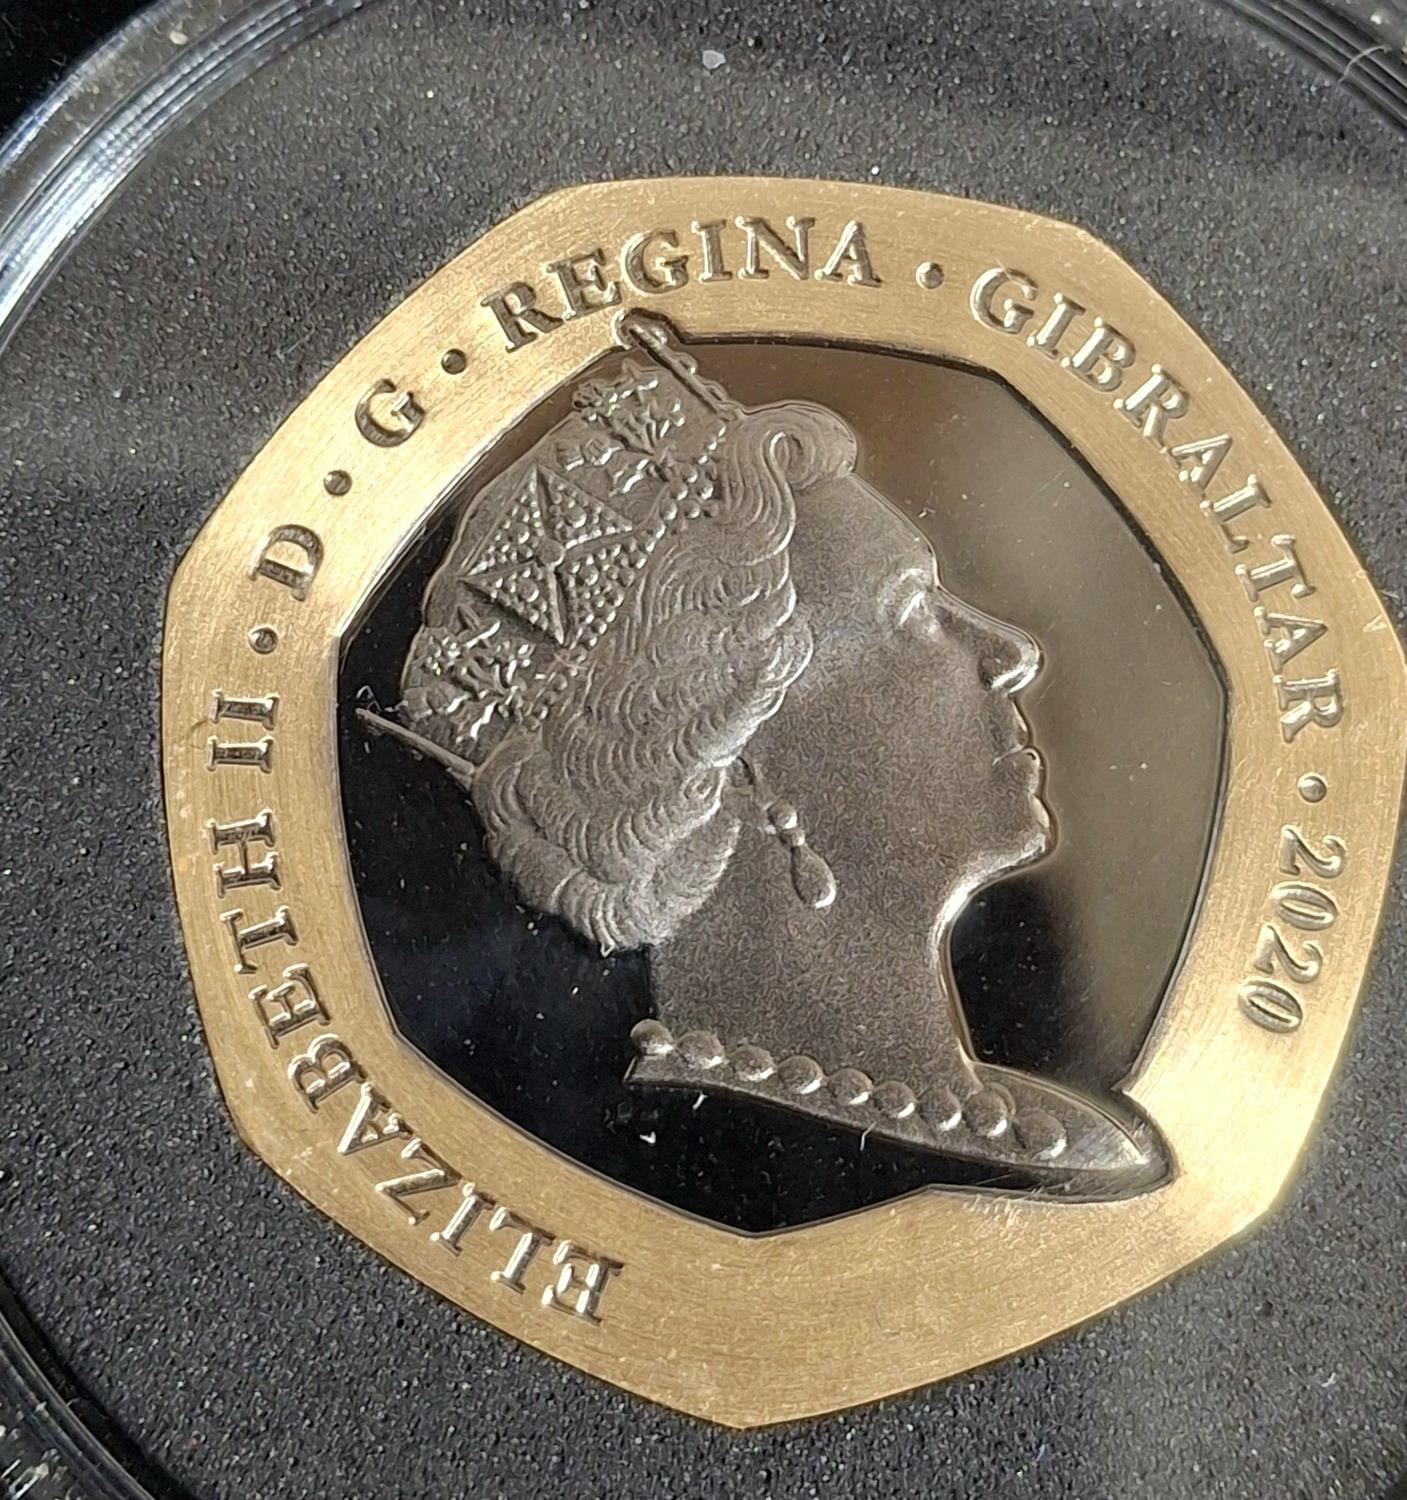 ELIZABETH II • D • G • REGINA • GIBRALTAR • 2020